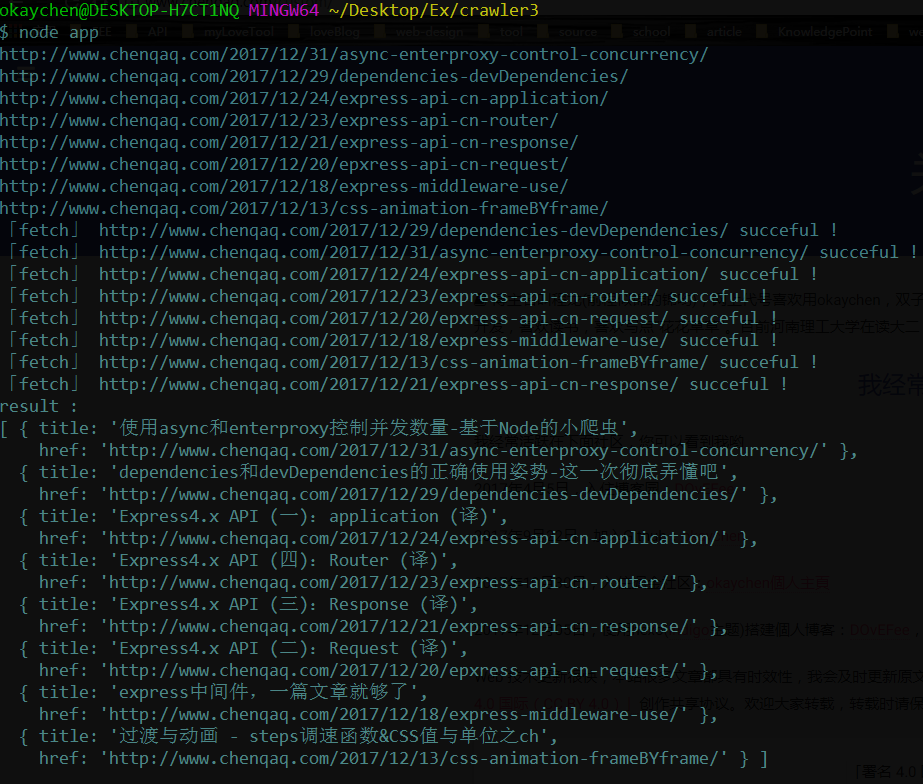 okaychen@DESKTOP-H7CT1NQ MINGW64 ~/Desktop/Ex/crawler3
$ node app
http://www.chenqaq.com/2017/12/31/async-enterproxy-control-concurrency/
http://www.chenqaq.com/2017/12/29/dependencies-devDependencies/
http://www.chenqaq.com/2017/12/24/express-api-cn-application/
http://www.chenqaq.com/2017/12/23/express-api-cn-router/
http://www.chenqaq.com/2017/12/21/express-api-cn-response/
http://www.chenqaq.com/2017/12/20/epxress-api-cn-request/
http://www.chenqaq.com/2017/12/18/express-middleware-use/
http://www.chenqaq.com/2017/12/13/css-animation-frameBYframe/
「fetch」 http://www.chenqaq.com/2017/12/29/dependencies-devDependencies/ succeful !
「fetch」 http://www.chenqaq.com/2017/12/31/async-enterproxy-control-concurrency/ succeful !
「fetch」 http://www.chenqaq.com/2017/12/24/express-api-cn-application/ succeful !
「fetch」 http://www.chenqaq.com/2017/12/23/express-api-cn-router/ succeful !
「fetch」 http://www.chenqaq.com/2017/12/20/epxress-api-cn-request/ succeful !
「fetch」 http://www.chenqaq.com/2017/12/18/express-middleware-use/ succeful !
「fetch」 http://www.chenqaq.com/2017/12/13/css-animation-frameBYframe/ succeful !
「fetch」 http://www.chenqaq.com/2017/12/21/express-api-cn-response/ succeful !
result :
[ { title: '使用async和enterproxy控制并发数量-基于Node的小爬虫',
href: 'http://www.chenqaq.com/2017/12/31/async-enterproxy-control-concurrency/' },
{ title: 'dependencies和devDependencies的正确使用姿势-这一次彻底弄懂吧',
href: 'http://www.chenqaq.com/2017/12/29/dependencies-devDependencies/' },
{ title: 'Express4.x API (一)：application (译)',
href: 'http://www.chenqaq.com/2017/12/24/express-api-cn-application/' },
{ title: 'Express4.x API (四)：Router (译)',
href: 'http://www.chenqaq.com/2017/12/23/express-api-cn-router/' },
{ title: 'Express4.x API (三)：Response (译)',
href: 'http://www.chenqaq.com/2017/12/21/express-api-cn-response/' },
{ title: 'Express4.x API (二)：Request (译)',
href: 'http://www.chenqaq.com/2017/12/20/epxress-api-cn-request/' },
{ title: 'express中间件，一篇文章就够了',
href: 'http://www.chenqaq.com/2017/12/18/express-middleware-use/' },
{ title: '过渡与动画 - steps调速函数&CSS值与单位之ch',
href: 'http://www.chenqaq.com/2017/12/13/css-animation-frameBYframe/' } ]